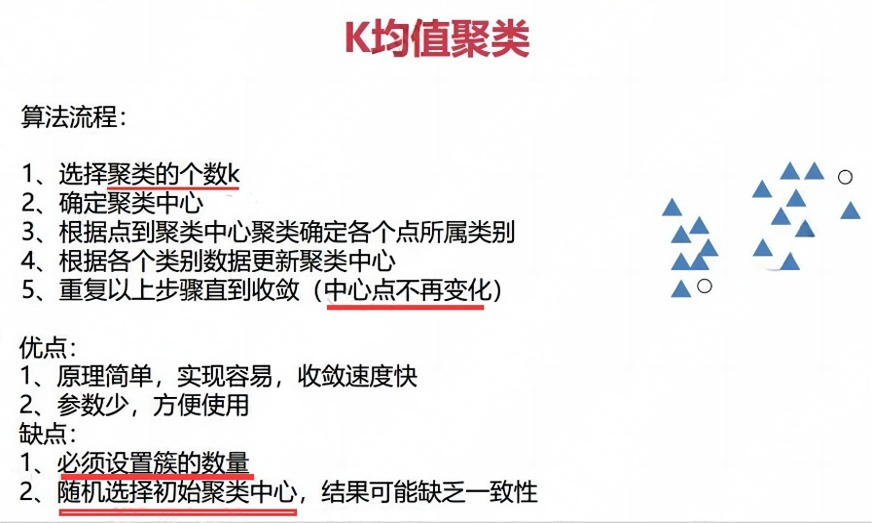 K均值聚类
算法流程：
1、选择聚类的个数k
2、确定聚类中心
3、根据点到聚类中心聚类确定各个点所属类别
4、根据各个类别数据更新聚类中心
5、重复以上步骤直到收敛（中心点不再变化）
优点：
1、原理简单，实现容易，收敛速度快
2、参数少，方便使用
缺点：
1、必须设置簇的数量
2、随机选择初始聚类中心，结果可能缺乏一致性